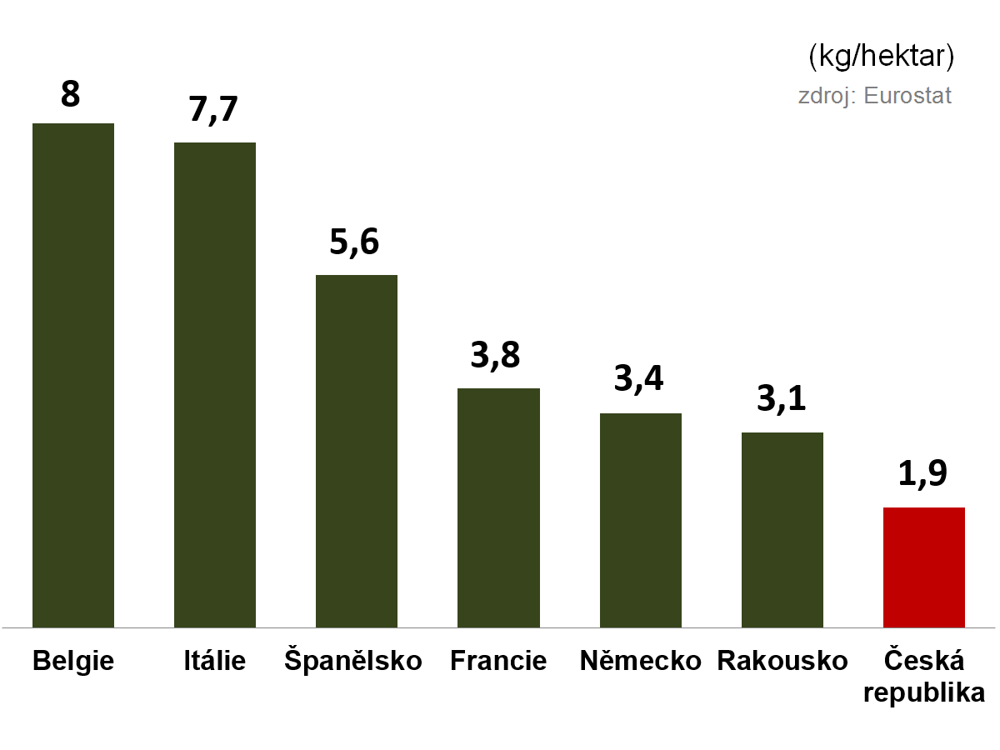 (kg/hektar)
zdroj: Eurostat
8
7,7
5,6
3,8
3,4
3,1
1,9
Belgie
Itálie
Španělsko
Francie
Německo
Rakousko
Česká
republika